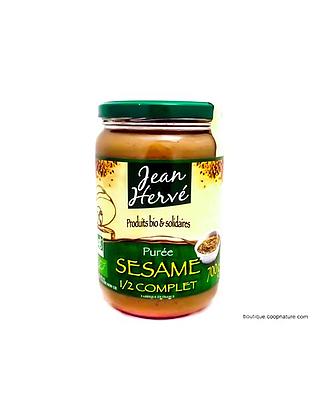 Jean
Hervé
Produits bio & solidaires
Purée
SESAME
1/2 COMPLET
700g
boutique.coopnature.com